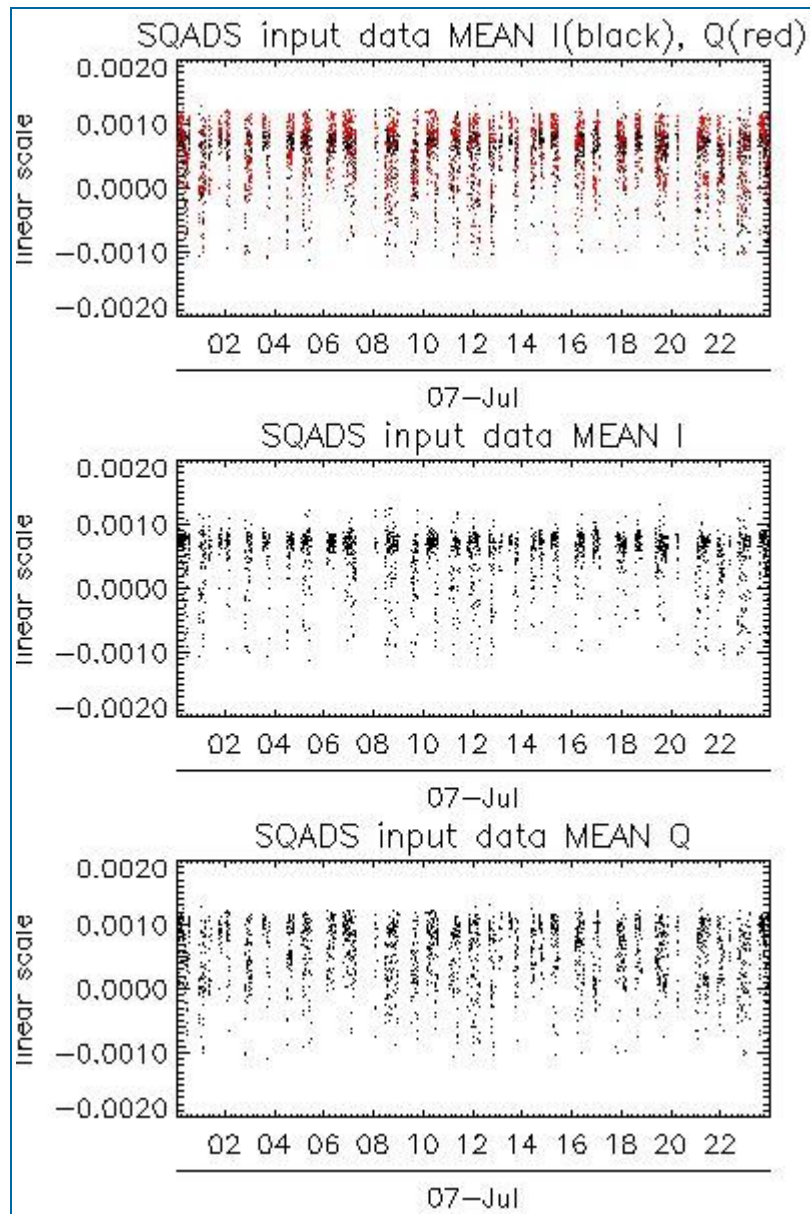 SQADS input data MEAN I(black), Q(red)
0.0020
0.0010
0.0000
−0.0010
−0.0020
linear scale
02 04 06 08 10 12 14 16 18 20 22
07−Jul
SQADS input data MEAN I
0.0020
0.0010
0.0000
−0.0010
−0.0020
linear scale
02 04 06 08 10 12 14 16 18 20 22
07−Jul
SQADS input data MEAN Q
0.0020
0.0010
0.0000
−0.0010
−0.0020
linear scale
02 04 06 08 10 12 14 16 18 20 22
07−Jul